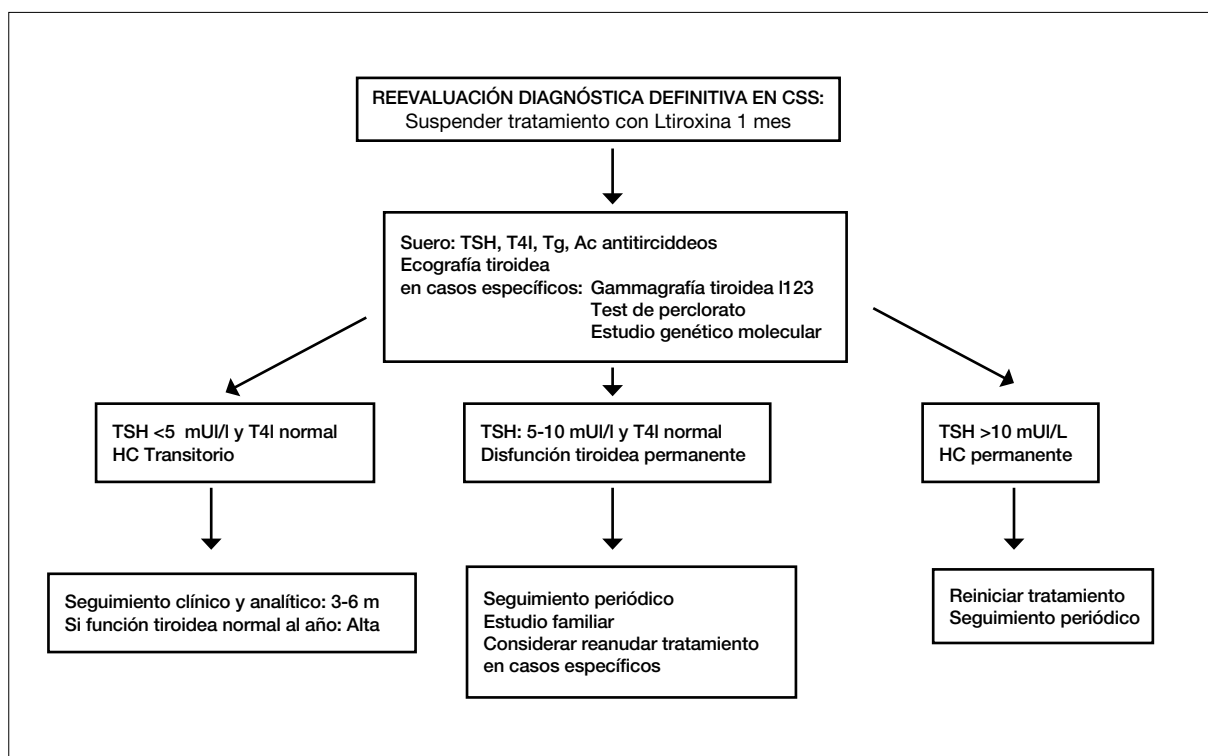 REEVALUACIÓN DIAGNÓSTICA DEFINITIVA EN CSS:
Suspender tratamiento con Ltiroxina 1 mes
Suero: TSH, T4l, Tg, Ac antitirciddeos
Ecografía tiroidea
en casos específicos: Gammagrafía tiroidea I123
Test de perclorato
Estudio genético molecular
TSH <5 mUI/l y T4l normal
HC Transitorio
TSH: 5-10 mUI/l y T4l normal
Disfunción tiroidea permanente
TSH >10 mUI/L
HC permanente
Seguimiento clínico y analítico: 3-6 m
Si función tiroidea normal al año: Alta
Seguimiento periódico
Estudio familiar
Considerar reanudar tratamiento
en casos específicos
Reiniciar tratamiento
Seguimiento periódico